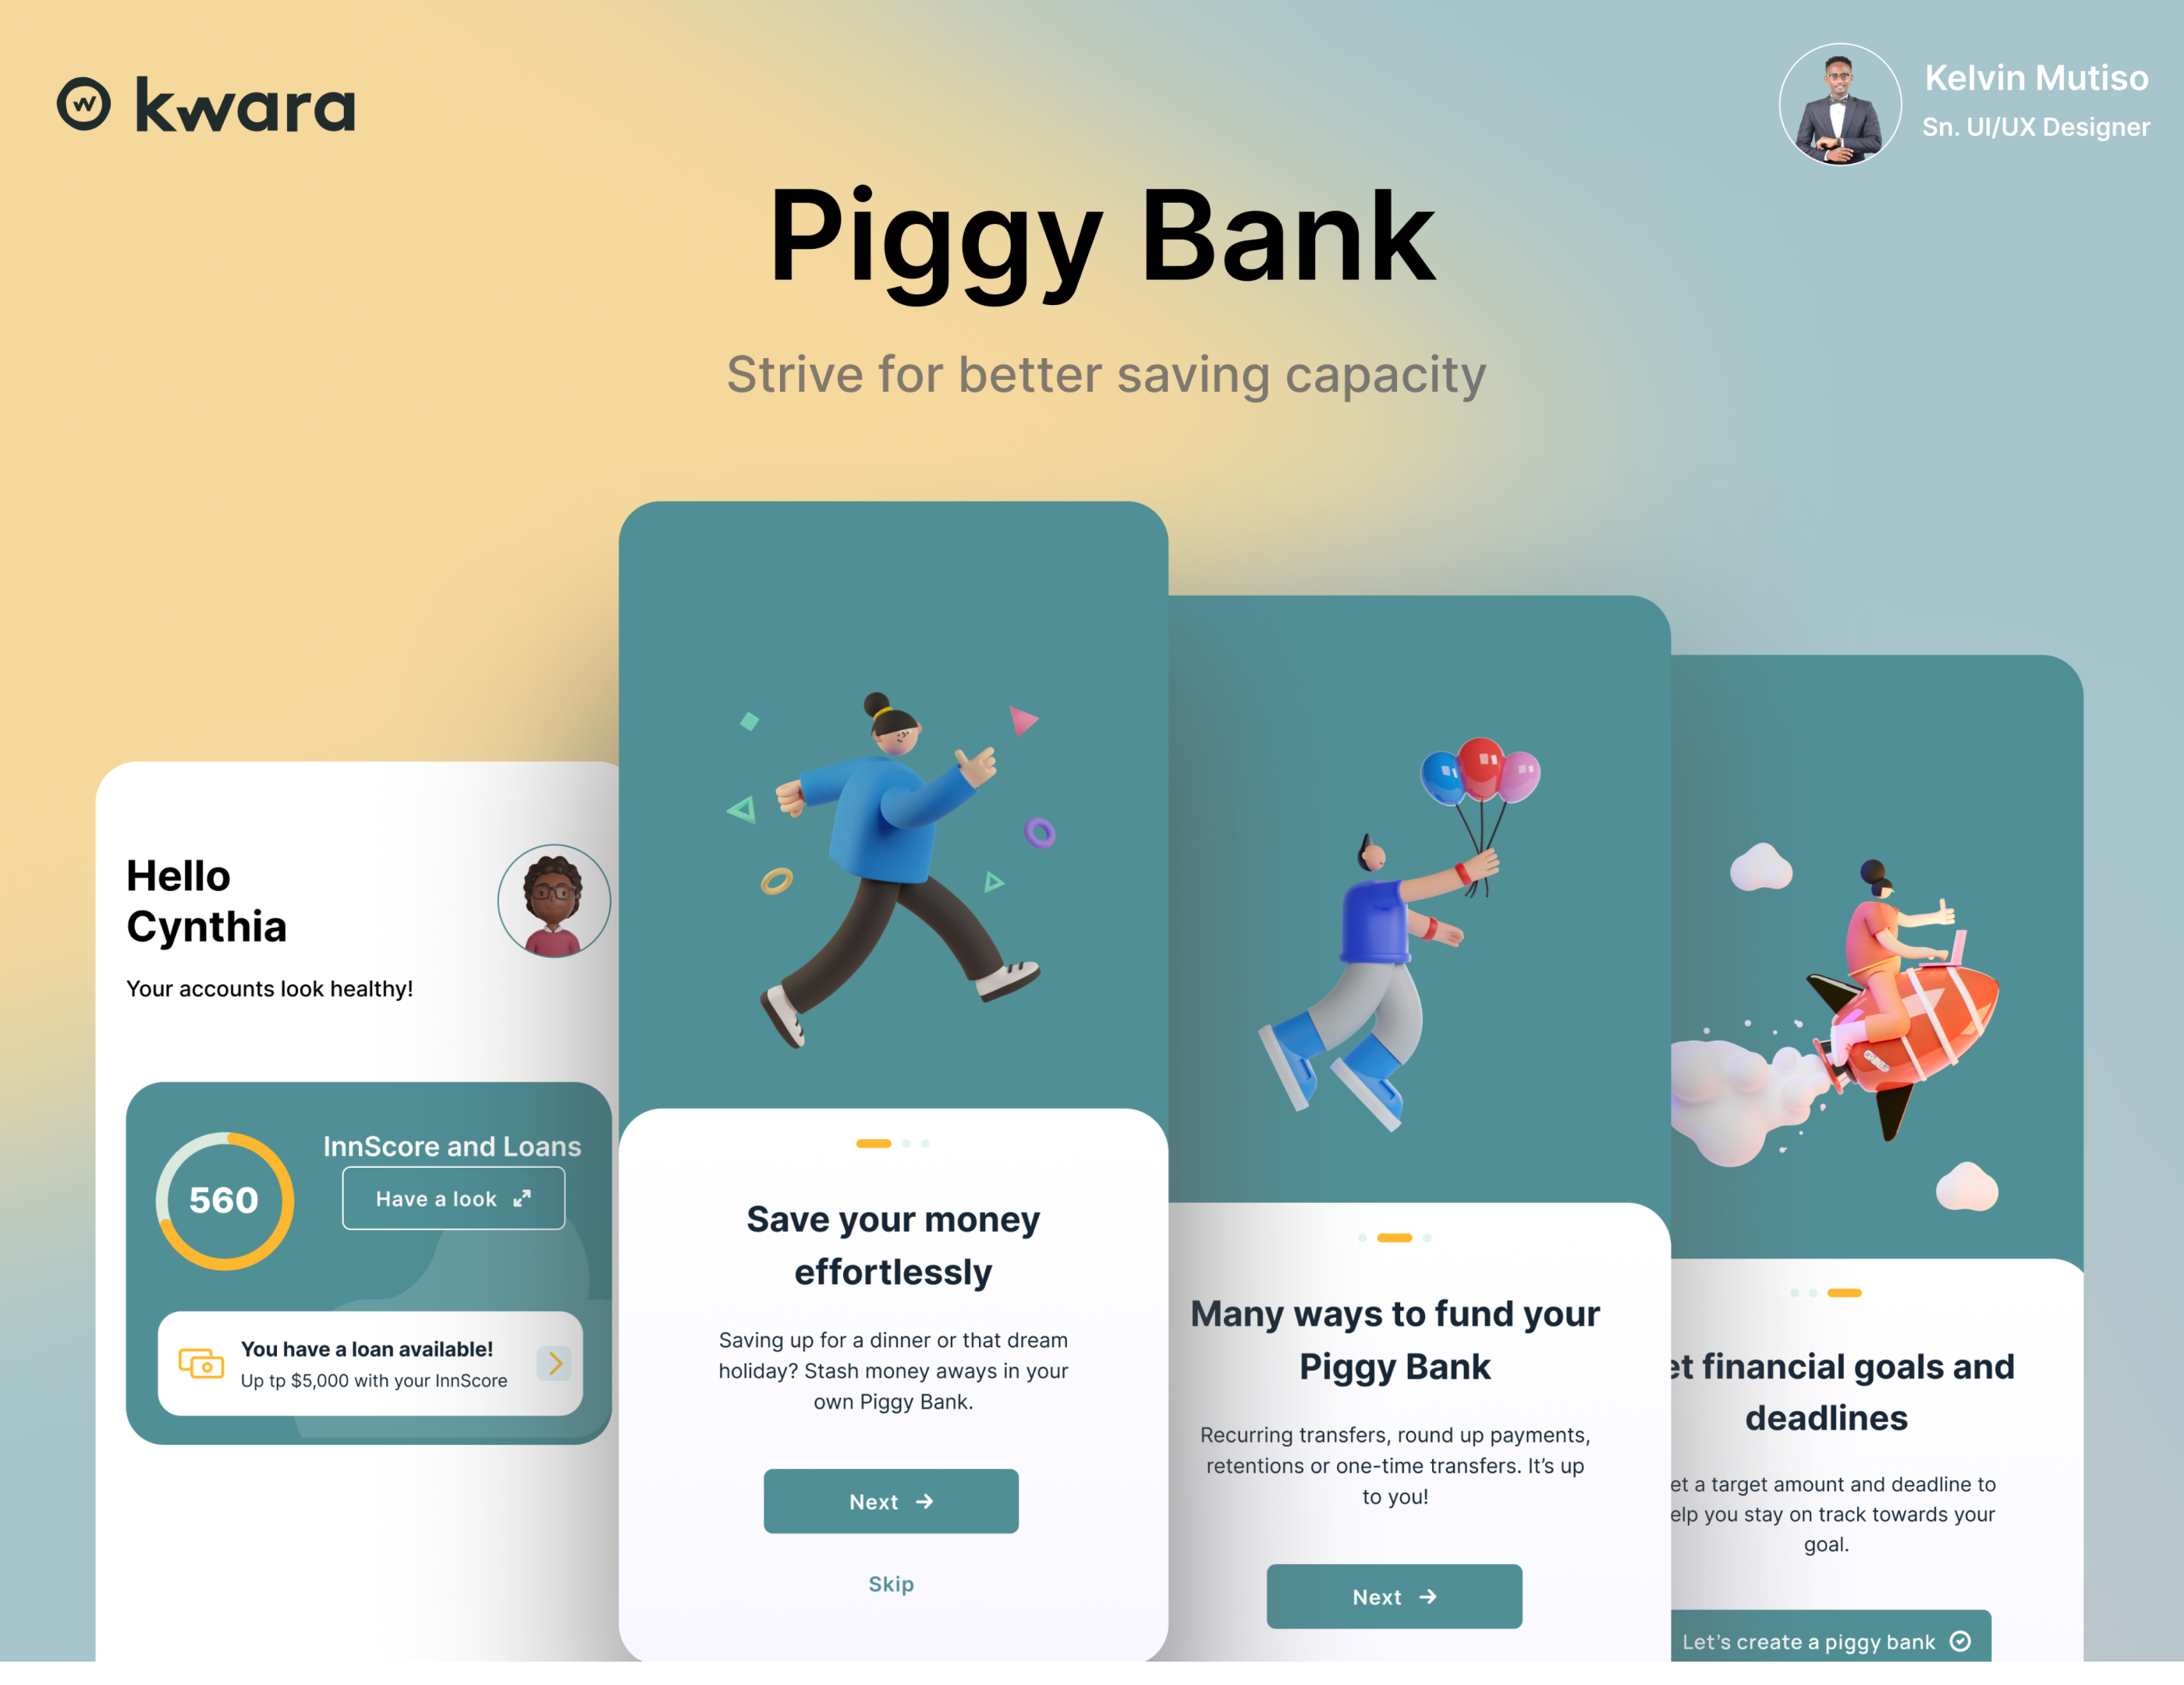 kwara
Kelvin Mutiso
Sn. UI/UX Designer
Piggy Bank
Strive for better saving capacity
Hello
Cynthia
Your accounts look healthy!
560
InnScore and Loans
Have a look
You have a loan available!
Up tp $5,000 with your InnScore
Save your money
effortlessly
Saving up for a dinner or that dream
holiday? Stash money aways in your
own Piggy Bank.
Next
Skip
Many ways to fund your
Piggy Bank
Recurring transfers, round up payments,
retentions or one-time transfers. It’s up
to you!
Next
et financial goals and
deadlines
et a target amount and deadline to
elp you stay on track towards your
goal.
Let’s create a piggy bank